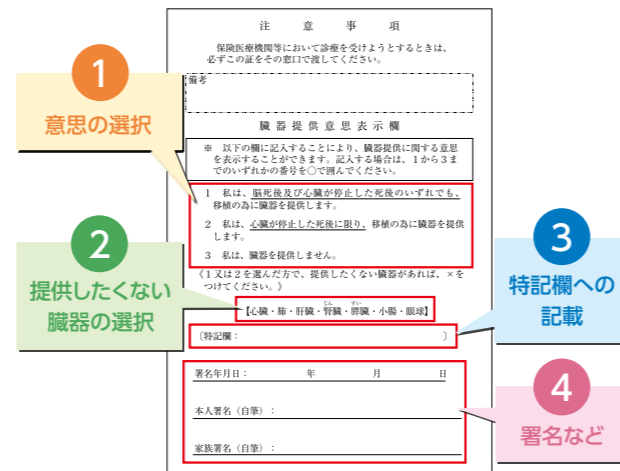 注意事項
保険医療機関等において診療を受けようとするときは、
必ずこの証をその窓口で渡してください。
備考
臓器提供意思表示欄
※ 以下の欄に記入することにより、臓器提供に関する意思
を表示することができます。記入する場合は、1から3ま
でのいずれかの番号を〇で囲んでください。
1 私は、脳死後及び心臓が停止した死後のいずれでも、
移植の為に臓器を提供します。
2 私は、心臓が停止した死後に限り、移植の為に臓器を提供
します。
3 私は、臓器を提供しません。
《1又は2を選んだ方で、提供したくない臓器があれば、×を
つけてください。》
じん すい
【心臓・肺・肝臓・腎臓・膵臓・小腸・眼球】
〔特記欄: 〕
署名年月日: 年 月 日
本人署名(自筆):
家族署名(自筆):
1
意思の選択
2
提供したくない
臓器の選択
3
特記欄への
記載
4
署名など